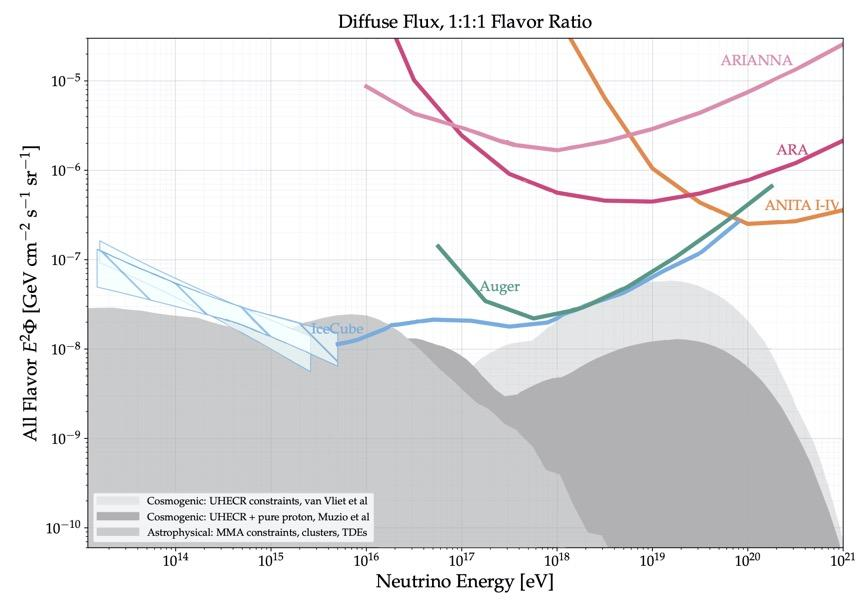 Diffuse Flux, 1:1:1 Flavor Ratio
All Flavor E²Φ [GeV cm⁻² s⁻¹ sr⁻¹]
10⁻⁵
10⁻⁶
10⁻⁷
10⁻⁸
10⁻⁹
10⁻¹⁰
ARIANNA
ARA
ANITA I-IV
Auger
IceCube
Cosmogenic: UHECR constraints, van Vliet et al
Cosmogenic: UHECR + pure proton, Muzio et al
Astrophysical: MMA constraints, clusters, TDEs
10¹⁴ 10¹⁵ 10¹⁶ 10¹⁷ 10¹⁸ 10¹⁹ 10²⁰ 10²¹
Neutrino Energy [eV]